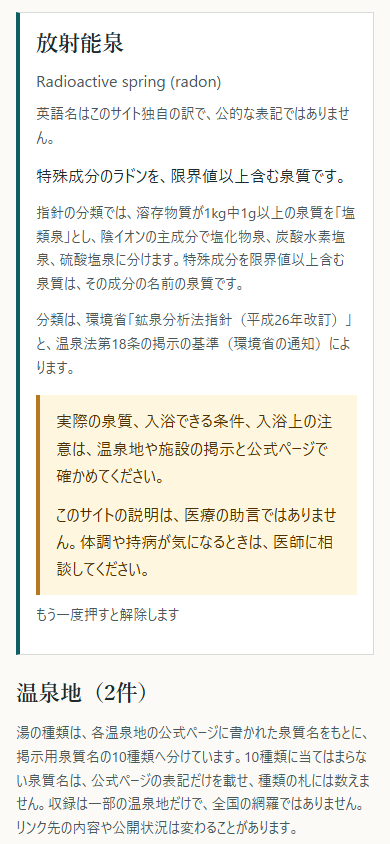 放射能泉
Radioactive spring (radon)
英語名はこのサイト独自の訳で、公的な表記ではありませ
ん。
特殊成分のラドンを、限界値以上含む泉質です。
指針の分類では、溶存物質が1kg中1g以上の泉質を「塩
類泉」とし、陰イオンの主成分で塩化物泉、炭酸水素塩
泉、硫酸塩泉に分けます。特殊成分を限界値以上含む
泉質は、その成分の名前の泉質です。
分類は、環境省「鉱泉分析法指針（平成26年改訂）」
と、温泉法第18条の掲示の基準（環境省の通知）によ
ります。
実際の泉質、入浴できる条件、入浴上の注
意は、温泉地や施設の掲示と公式ページで
確かめてください。
このサイトの説明は、医療の助言ではありませ
ん。体調や持病が気になるときは、医師に相
談してください。
もう一度押すと解除します
温泉地（2件）
湯の種類は、各温泉地の公式ページに書かれた泉質名をもとに、
掲示用泉質名の10種類へ分けています。10種類に当てはまらな
い泉質名は、公式ページの表記だけを載せ、種類の札には数えま
せん。収録は一部の温泉地だけで、全国の網羅ではありません。
リンク先の内容や公開状況は変わることがあります。